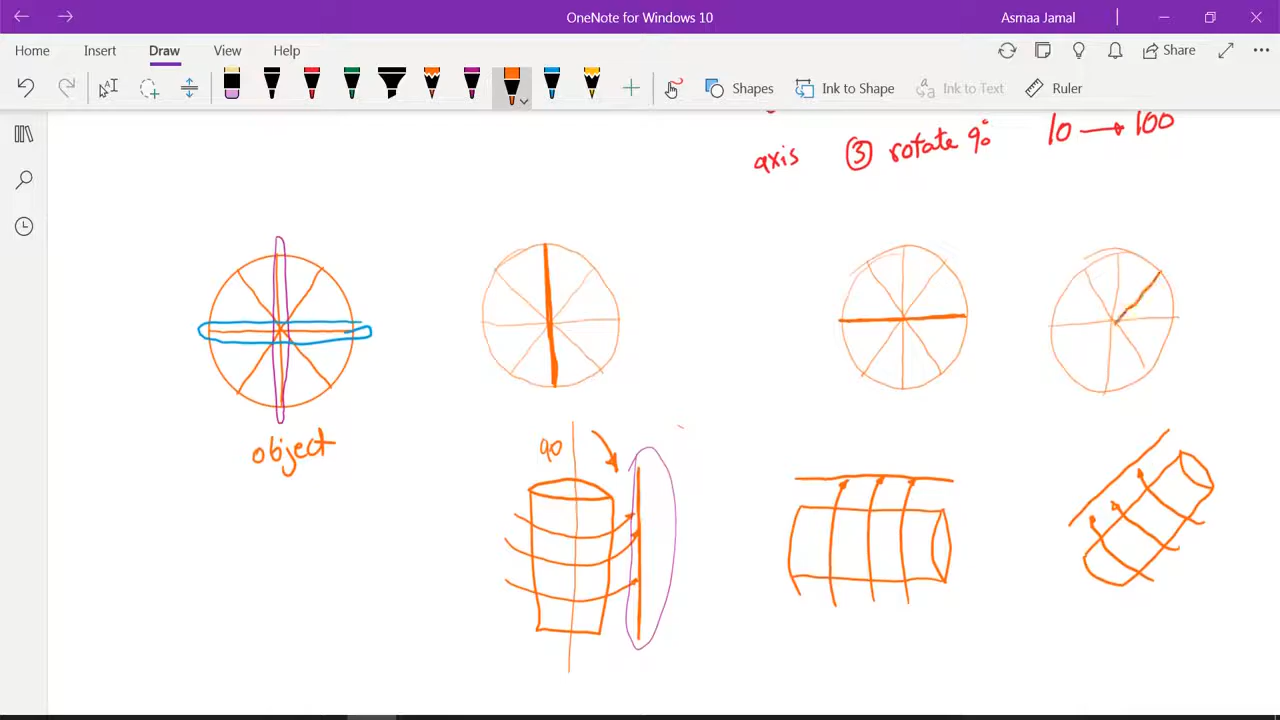 OneNote for Windows 10
Asmaa Jamal
Home Insert Draw View Help
Share
Shapes Ink to Shape Ink to Text Ruler
10 → 100
axis ③ rotate 90
object
90